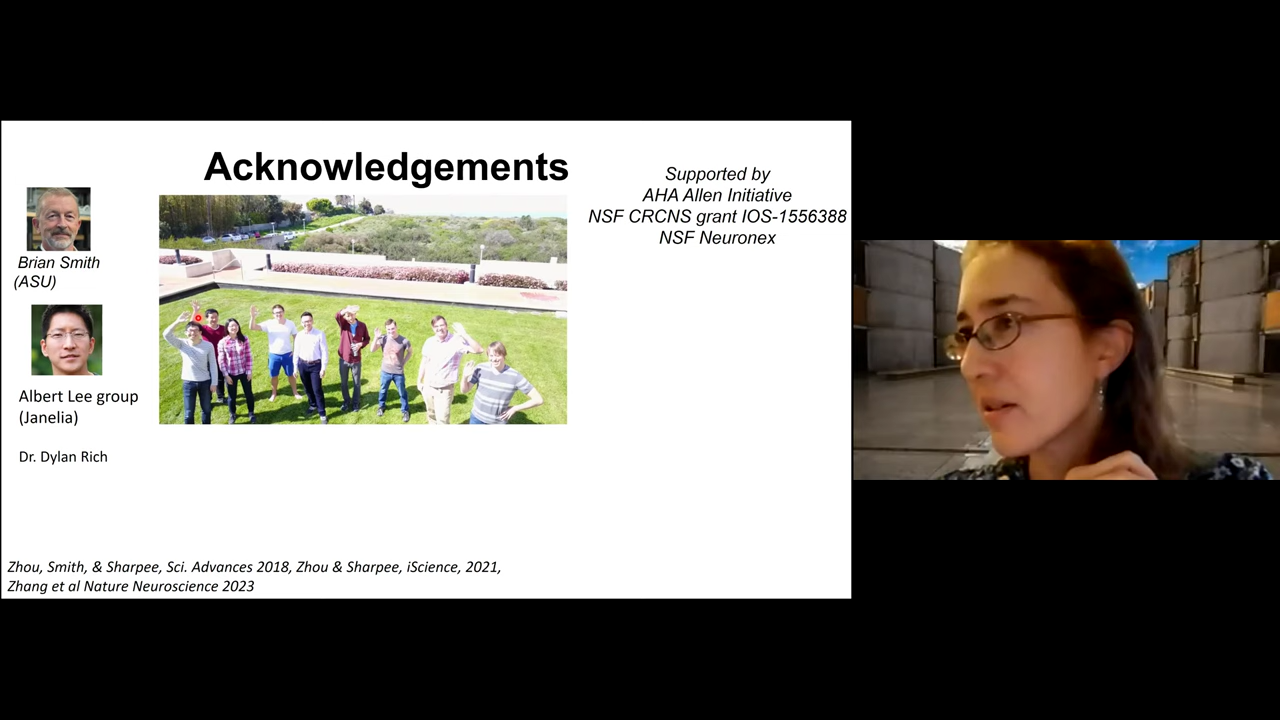 Acknowledgements
Supported by
AHA Allen Initiative
NSF CRCNS grant IOS-1556388
NSF Neuronex
Brian Smith
(ASU)
Albert Lee group
(Janelia)
Dr. Dylan Rich
Zhou, Smith, & Sharpee, Sci. Advances 2018, Zhou & Sharpee, iScience, 2021,
Zhang et al Nature Neuroscience 2023